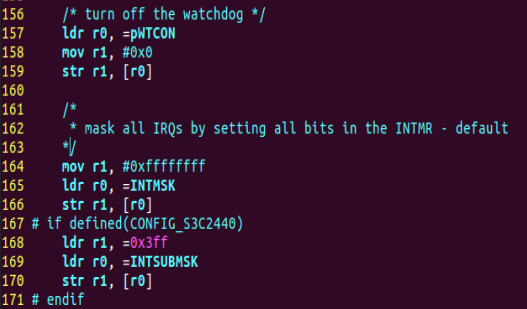 156     /* turn off the watchdog */
157     ldr r0, =pWTCON
158     mov r1, #0x0
159     str r1, [r0]
160
161     /*
162      * mask all IRQs by setting all bits in the INTMR - default
163     */
164     mov r1, #0xffffffff
165     ldr r0, =INTMSK
166     str r1, [r0]
167 # if defined(CONFIG_S3C2440)
168     ldr r1, =0x3ff
169     ldr r0, =INTSUBMSK
170     str r1, [r0]
171 # endif